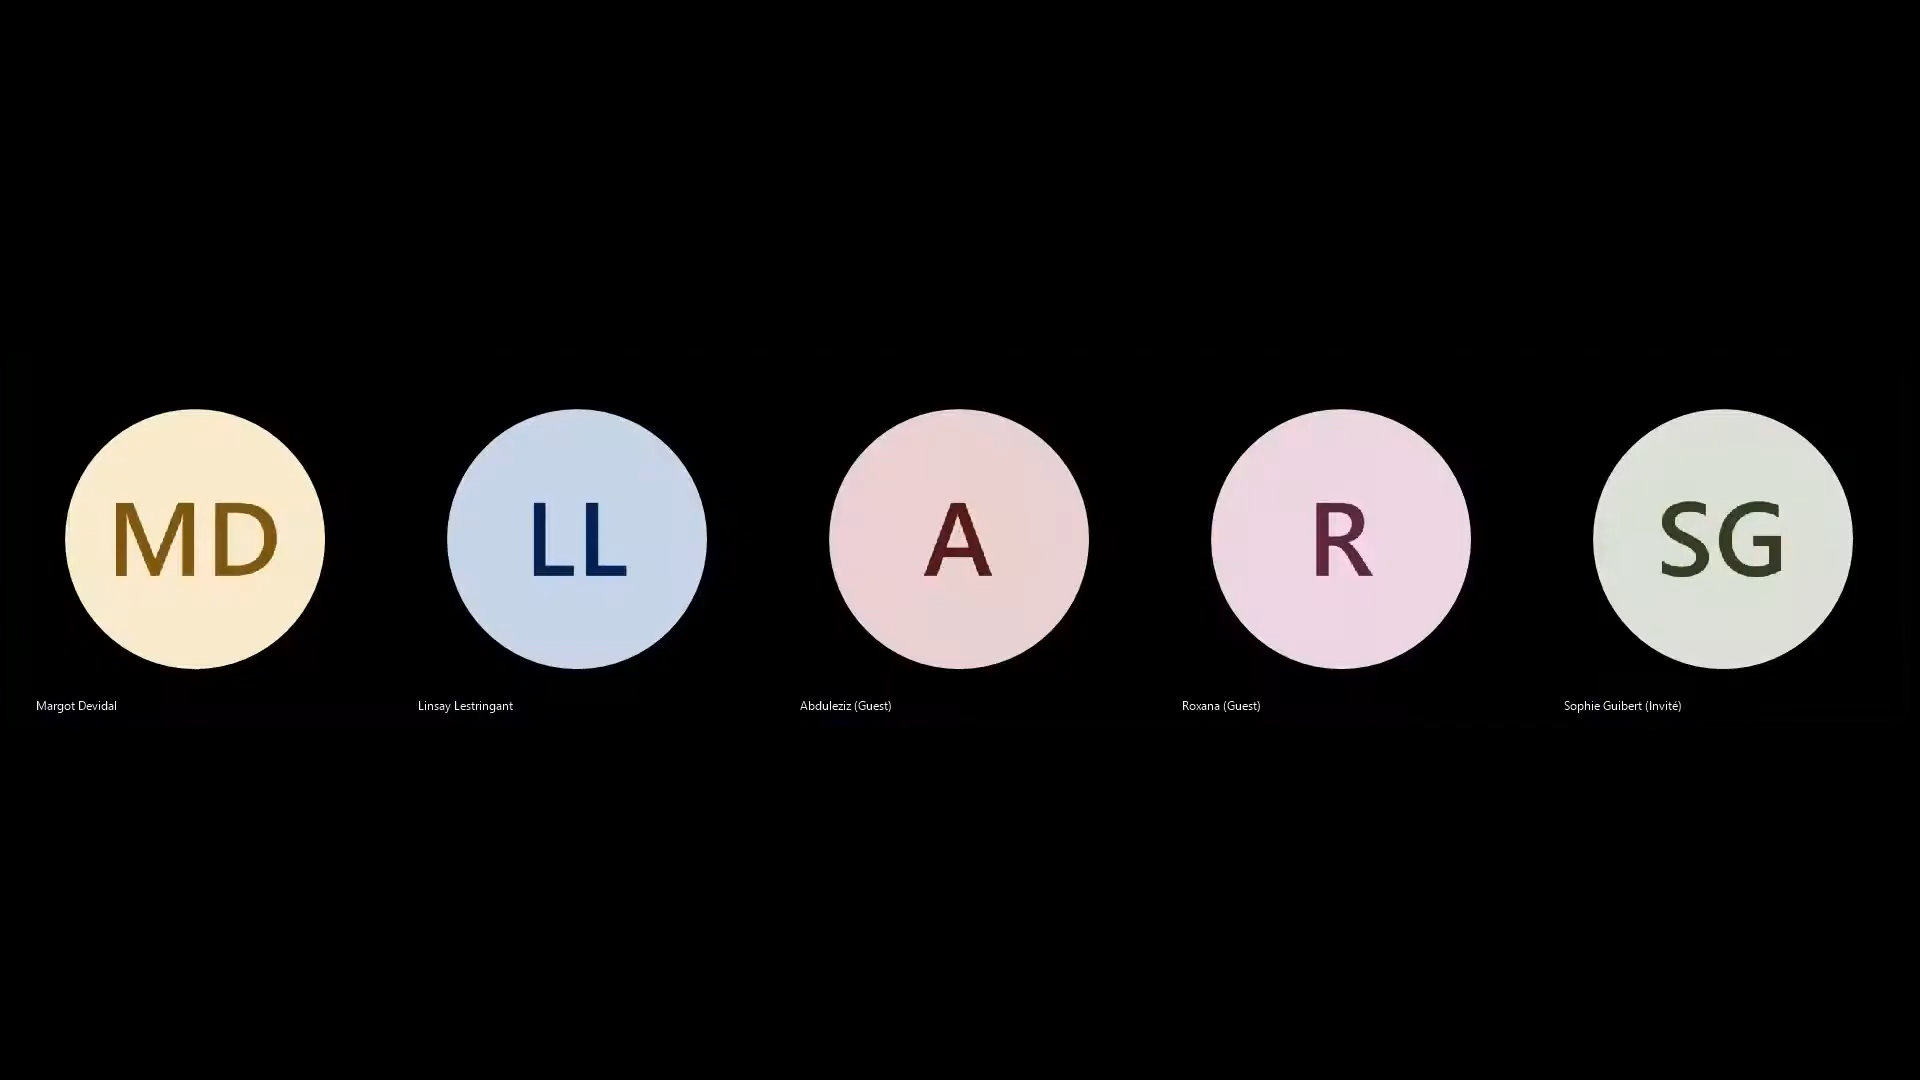 MD
LL
A
R
SG
Margot Devidal
Linsay Lestringant
Abduleziz (Guest)
Roxana (Guest)
Sophie Guibert (Invité)